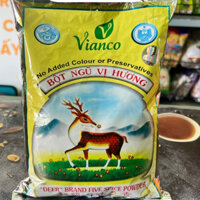 Vianco
No Added Colour or Preservatives
BỘT NGŨ VỊ HƯƠNG
"DEER" BRAND FIVE SPICE POWDER